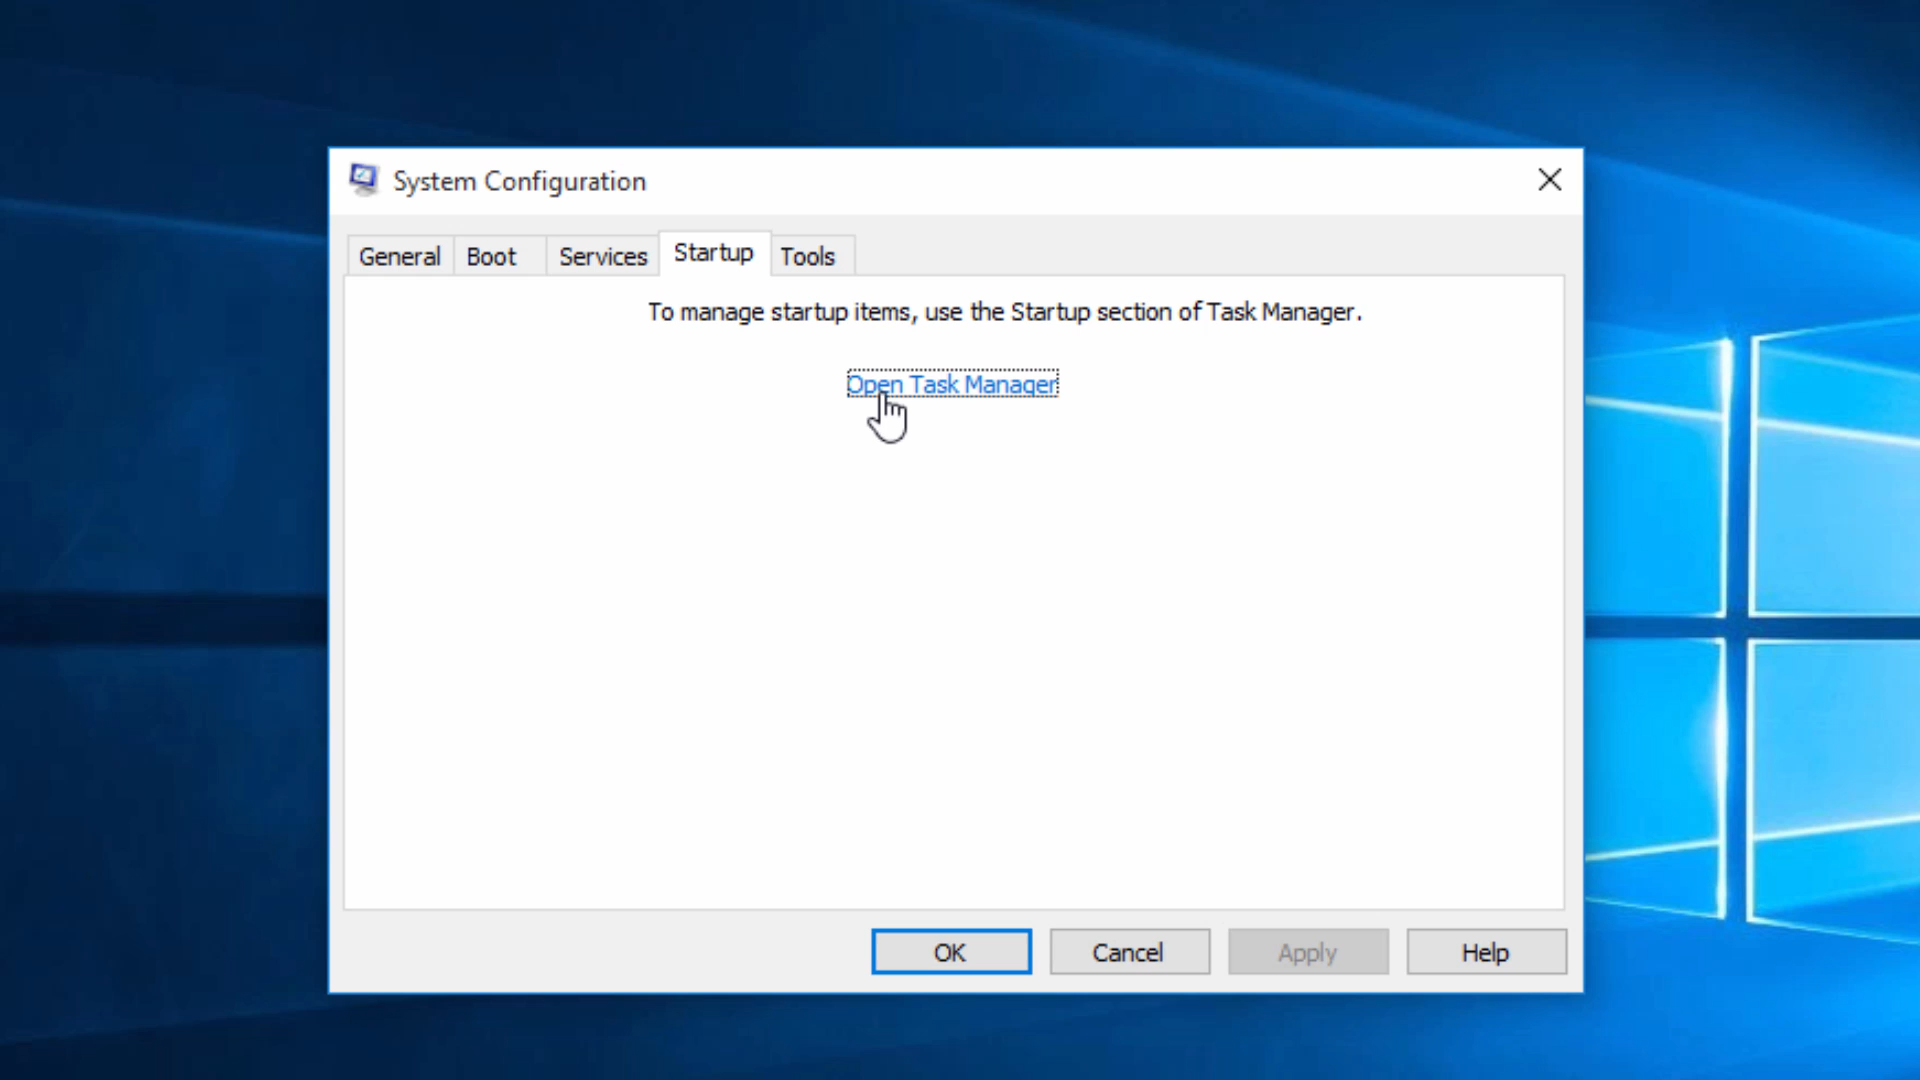 System Configuration
General Boot Services Startup Tools
To manage startup items, use the Startup section of Task Manager.
Open Task Manager
OK Cancel Apply Help